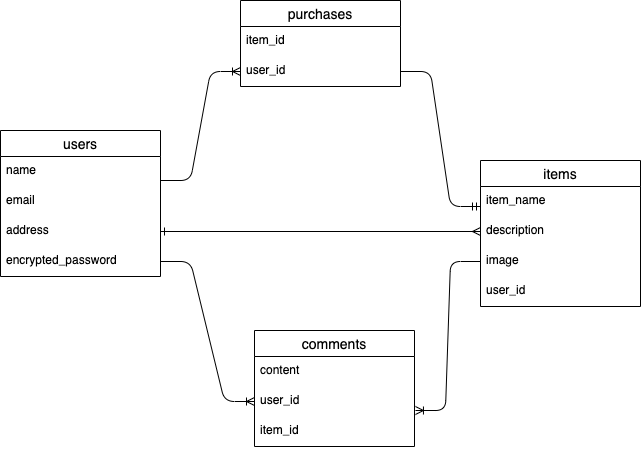 purchases
item_id
user_id
users
name
email
address
encrypted_password
items
item_name
description
image
user_id
comments
content
user_id
item_id